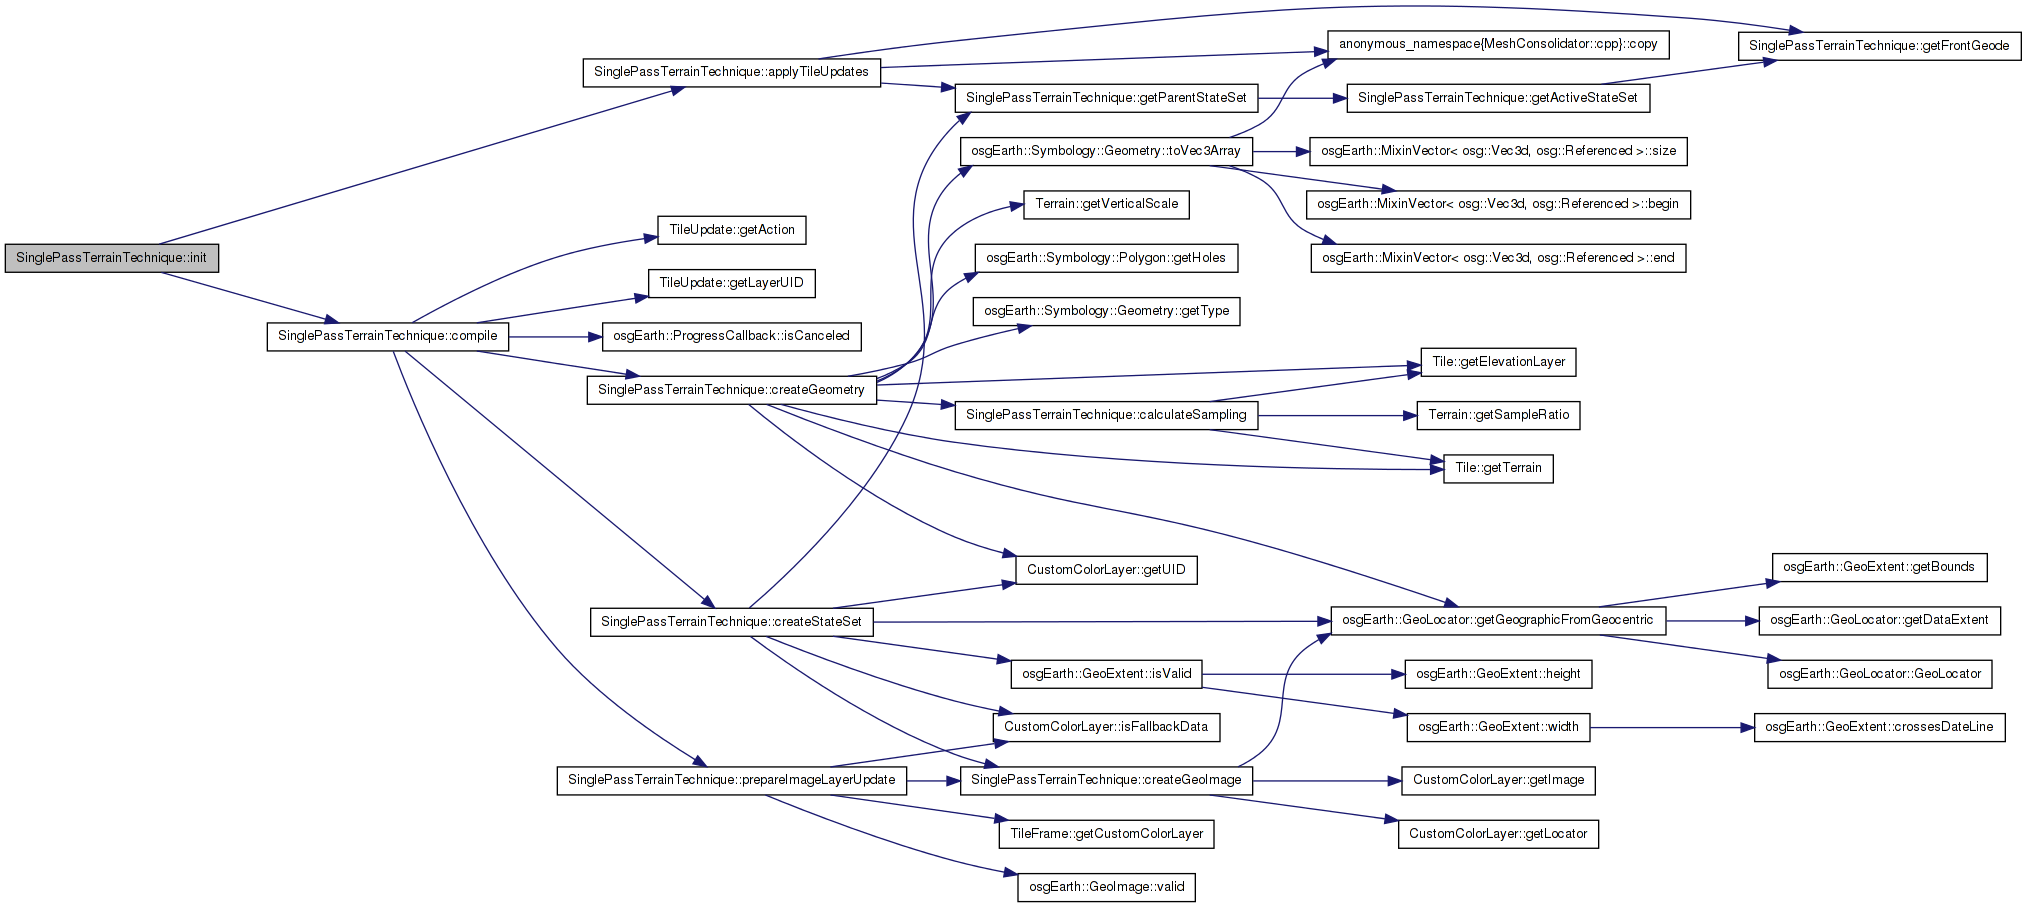 SinglePassTerrainTechnique::init
SinglePassTerrainTechnique::applyTileUpdates
TileUpdate::getAction
TileUpdate::getLayerUID
SinglePassTerrainTechnique::compile
osgEarth::ProgressCallback::isCanceled
SinglePassTerrainTechnique::createGeometry
SinglePassTerrainTechnique::createStateSet
SinglePassTerrainTechnique::prepareImageLayerUpdate
SinglePassTerrainTechnique::getParentStateSet
osgEarth::Symbology::Geometry::toVec3Array
Terrain::getVerticalScale
osgEarth::Symbology::Polygon::getHoles
osgEarth::Symbology::Geometry::getType
SinglePassTerrainTechnique::calculateSampling
CustomColorLayer::getUID
osgEarth::GeoExtent::isValid
CustomColorLayer::isFallbackData
SinglePassTerrainTechnique::createGeoImage
TileFrame::getCustomColorLayer
osgEarth::GeoImage::valid
anonymous_namespace{MeshConsolidator::cpp}::copy
SinglePassTerrainTechnique::getActiveStateSet
osgEarth::MixinVector< osg::Vec3d, osg::Referenced >::size
osgEarth::MixinVector< osg::Vec3d, osg::Referenced >::begin
osgEarth::MixinVector< osg::Vec3d, osg::Referenced >::end
Tile::getElevationLayer
Terrain::getSampleRatio
Tile::getTerrain
osgEarth::GeoLocator::getGeographicFromGeocentric
osgEarth::GeoExtent::height
osgEarth::GeoExtent::width
CustomColorLayer::getImage
CustomColorLayer::getLocator
SinglePassTerrainTechnique::getFrontGeode
osgEarth::GeoExtent::getBounds
osgEarth::GeoLocator::getDataExtent
osgEarth::GeoLocator::GeoLocator
osgEarth::GeoExtent::crossesDateLine